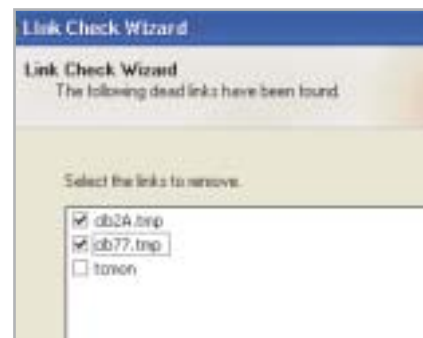 Link Check Wizard
Link Check Wizard
The following dead links have been found.
Select the links to remove.
db2A.tmp
db77.tmp